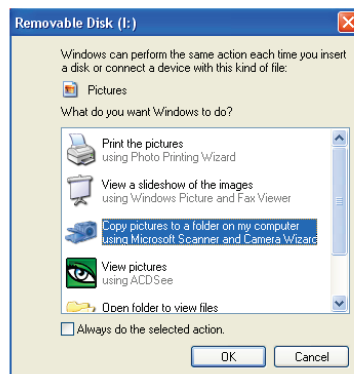 Removable Disk (I:)
Windows can perform the same action each time you insert
a disk or connect a device with this kind of file:
Pictures
What do you want Windows to do?
Print the pictures
using Photo Printing Wizard
View a slideshow of the images
using Windows Picture and Fax Viewer
Copy pictures to a folder on my computer
using Microsoft Scanner and Camera Wizard
View pictures
using ACDSee
Open folder to view files
Always do the selected action.
OK
Cancel